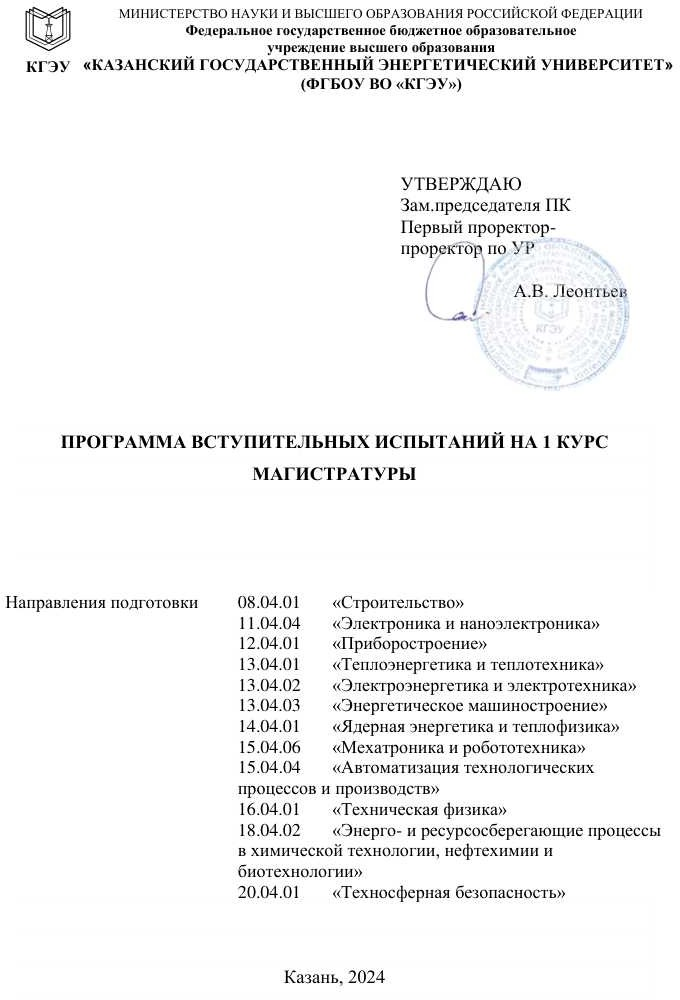 МИНИСТЕРСТВО НАУКИ И ВЫСШЕГО ОБРАЗОВАНИЯ РОССИЙСКОЙ ФЕДЕРАЦИИ
Федеральное государственное бюджетное образовательное
учреждение высшего образования
КГЭУ «КАЗАНСКИЙ ГОСУДАРСТВЕННЫЙ ЭНЕРГЕТИЧЕСКИЙ УНИВЕРСИТЕТ»
(ФГБОУ ВО «КГЭУ»)
УТВЕРЖДАЮ
Зам.председателя ПК
Первый проректор-
проректор по УР
А.В. Леонтьев
КГЭУ
ПРОГРАММА ВСТУПИТЕЛЬНЫХ ИСПЫТАНИЙ НА 1 КУРС
МАГИСТРАТУРЫ
Направления подготовки 08.04.01 «Строительство»
11.04.04 «Электроника и наноэлектроника»
12.04.01 «Приборостроение»
13.04.01 «Теплоэнергетика и теплотехника»
13.04.02 «Электроэнергетика и электротехника»
13.04.03 «Энергетическое машиностроение»
14.04.01 «Ядерная энергетика и теплофизика»
15.04.06 «Мехатроника и робототехника»
15.04.04 «Автоматизация технологических
процессов и производств»
16.04.01 «Техническая физика»
18.04.02 «Энерго- и ресурсосберегающие процессы
в химической технологии, нефтехимии и
биотехнологии»
20.04.01 «Техносферная безопасность»
Казань, 2024